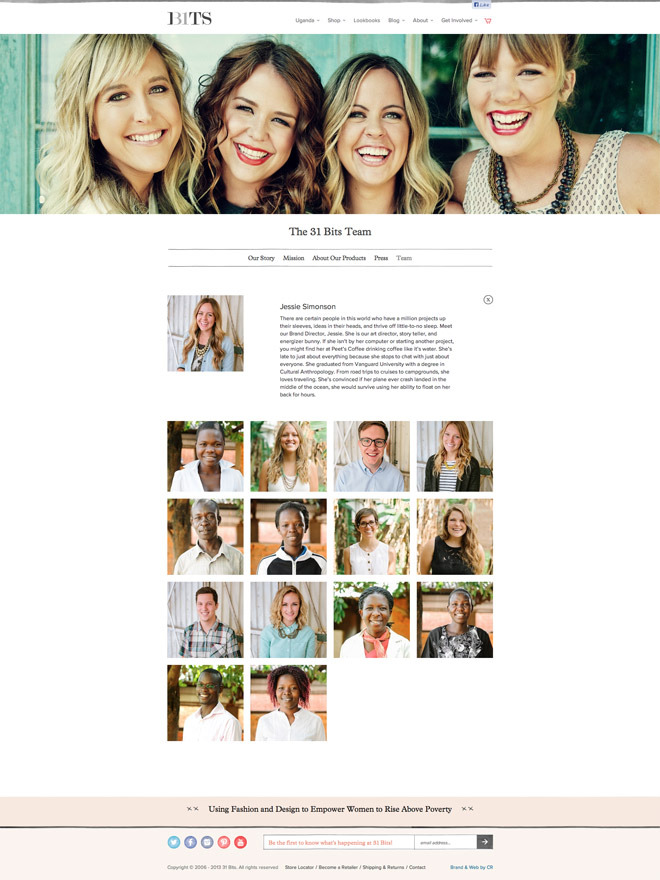 Like
31 BITS
Uganda Shop Lookbooks Blog About Get Involved
The 31 Bits Team
Our Story Mission About Our Products Press Team
Jessie Simonson
There are certain people in this world who have a million projects up
their sleeves, ideas in their heads, and thrive off little-to-no sleep. Meet
our Brand Director, Jessie. She is our art director, story teller, and
energizer bunny. If she isn't by her computer or starting another project,
you might find her at Peet's Coffee drinking coffee like it's water. She's
late to just about everything because she stops to chat with just about
everyone. She graduated from Vanguard University with a degree in
Cultural Anthropology. From road trips to cruises to campgrounds, she
loves traveling. She's convinced if her plane ever crash landed in the
middle of the ocean, she would survive using her ability to float on her
back for hours.
Using Fashion and Design to Empower Women to Rise Above Poverty
Be the first to know what's happening at 31 Bits! email address...
Copyright © 2006 - 2013 31 Bits. All rights reserved Store Locator / Become a Retailer / Shipping & Returns / Contact Brand & Web by CR